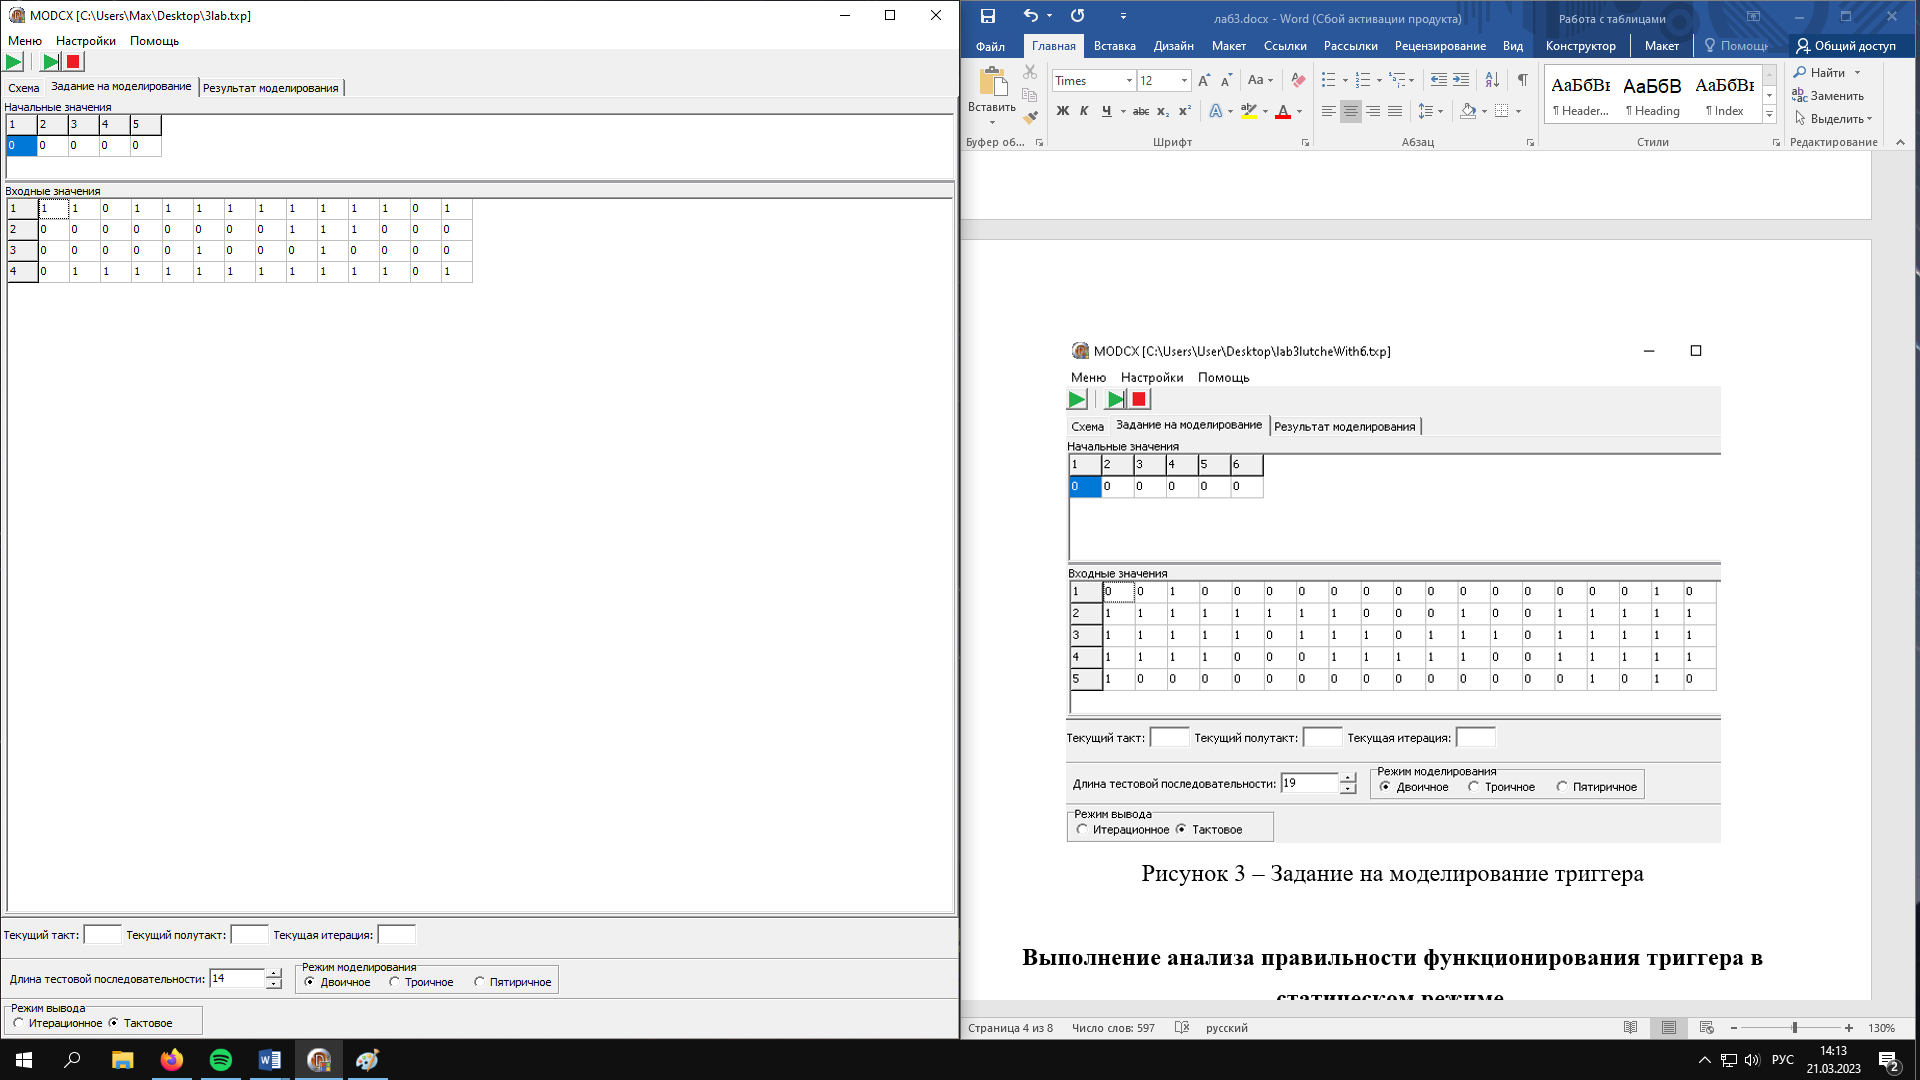 MODCX [C:\Users\Max\Desktop\3lab.txp]
Меню Настройки Помощь
Схема Задание на моделирование Результат моделирования
Начальные значения
1 2 3 4 5
0 0 0 0 0
Входные значения
1 1 1 0 1 1 1 1 1 1 1 1 1 0 1
2 0 0 0 0 0 0 0 0 1 1 1 0 0 0
3 0 0 0 0 0 1 0 0 0 1 0 0 0 0
4 0 1 1 1 1 1 1 1 1 1 1 1 0 1
Текущий такт: Текущий полутакт: Текущая итерация:
Длина тестовой последовательности: 14
Режим моделирования
Двоичное Троичное Пятиричное
Режим вывода
Итерационное Тактовое
лаб3.docx - Word (Сбой активации продукта)
Работа с таблицами
Файл Главная Вставка Дизайн Макет Ссылки Рассылки Рецензирование Вид Конструктор Макет Помощь Общий доступ
Вставить
Times 12
Aa
Ж К Ч abc x₂ x²
АаБбВі АаБбВ АаБбВв
¶ Header... ¶ Heading ¶ Index
Найти
Заменить
Выделить
Буфер об... Шрифт Абзац Стили Редактирование
MODCX [C:\Users\User\Desktop\lab3lutcheWith6.txp]
Меню Настройки Помощь
Схема Задание на моделирование Результат моделирования
Начальные значения
1 2 3 4 5 6
0 0 0 0 0 0
Входные значения
1 0 0 1 0 0 0 0 0 0 0 0 0 0 0 0 0 0 1 0
2 1 1 1 1 1 1 1 1 0 0 0 1 0 0 1 1 1 1 1
3 1 1 1 1 1 0 1 1 1 0 1 1 1 0 1 1 1 1 1
4 1 1 1 1 0 0 0 1 1 1 1 1 0 0 1 1 1 1 1
5 1 0 0 0 0 0 0 0 0 0 0 0 0 0 0 1 0 1 0
Текущий такт: Текущий полутакт: Текущая итерация:
Длина тестовой последовательности: 19
Режим моделирования
Двоичное Троичное Пятиричное
Режим вывода
Итерационное Тактовое
Рисунок 3 – Задание на моделирование триггера
Выполнение анализа правильности функционирования триггера в
статическом режиме
Страница 4 из 8 Число слов: 597 русский 130%
РУС
14:13
21.03.2023
2